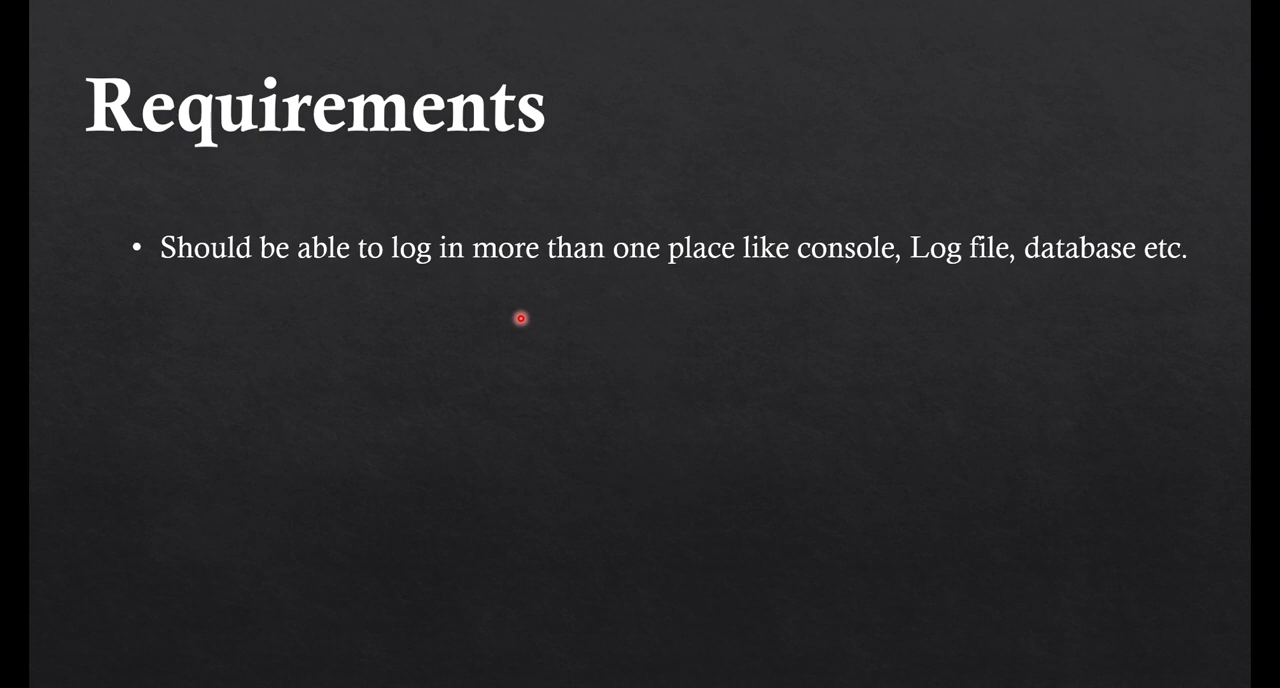 Requirements
• Should be able to log in more than one place like console, Log file, database etc.